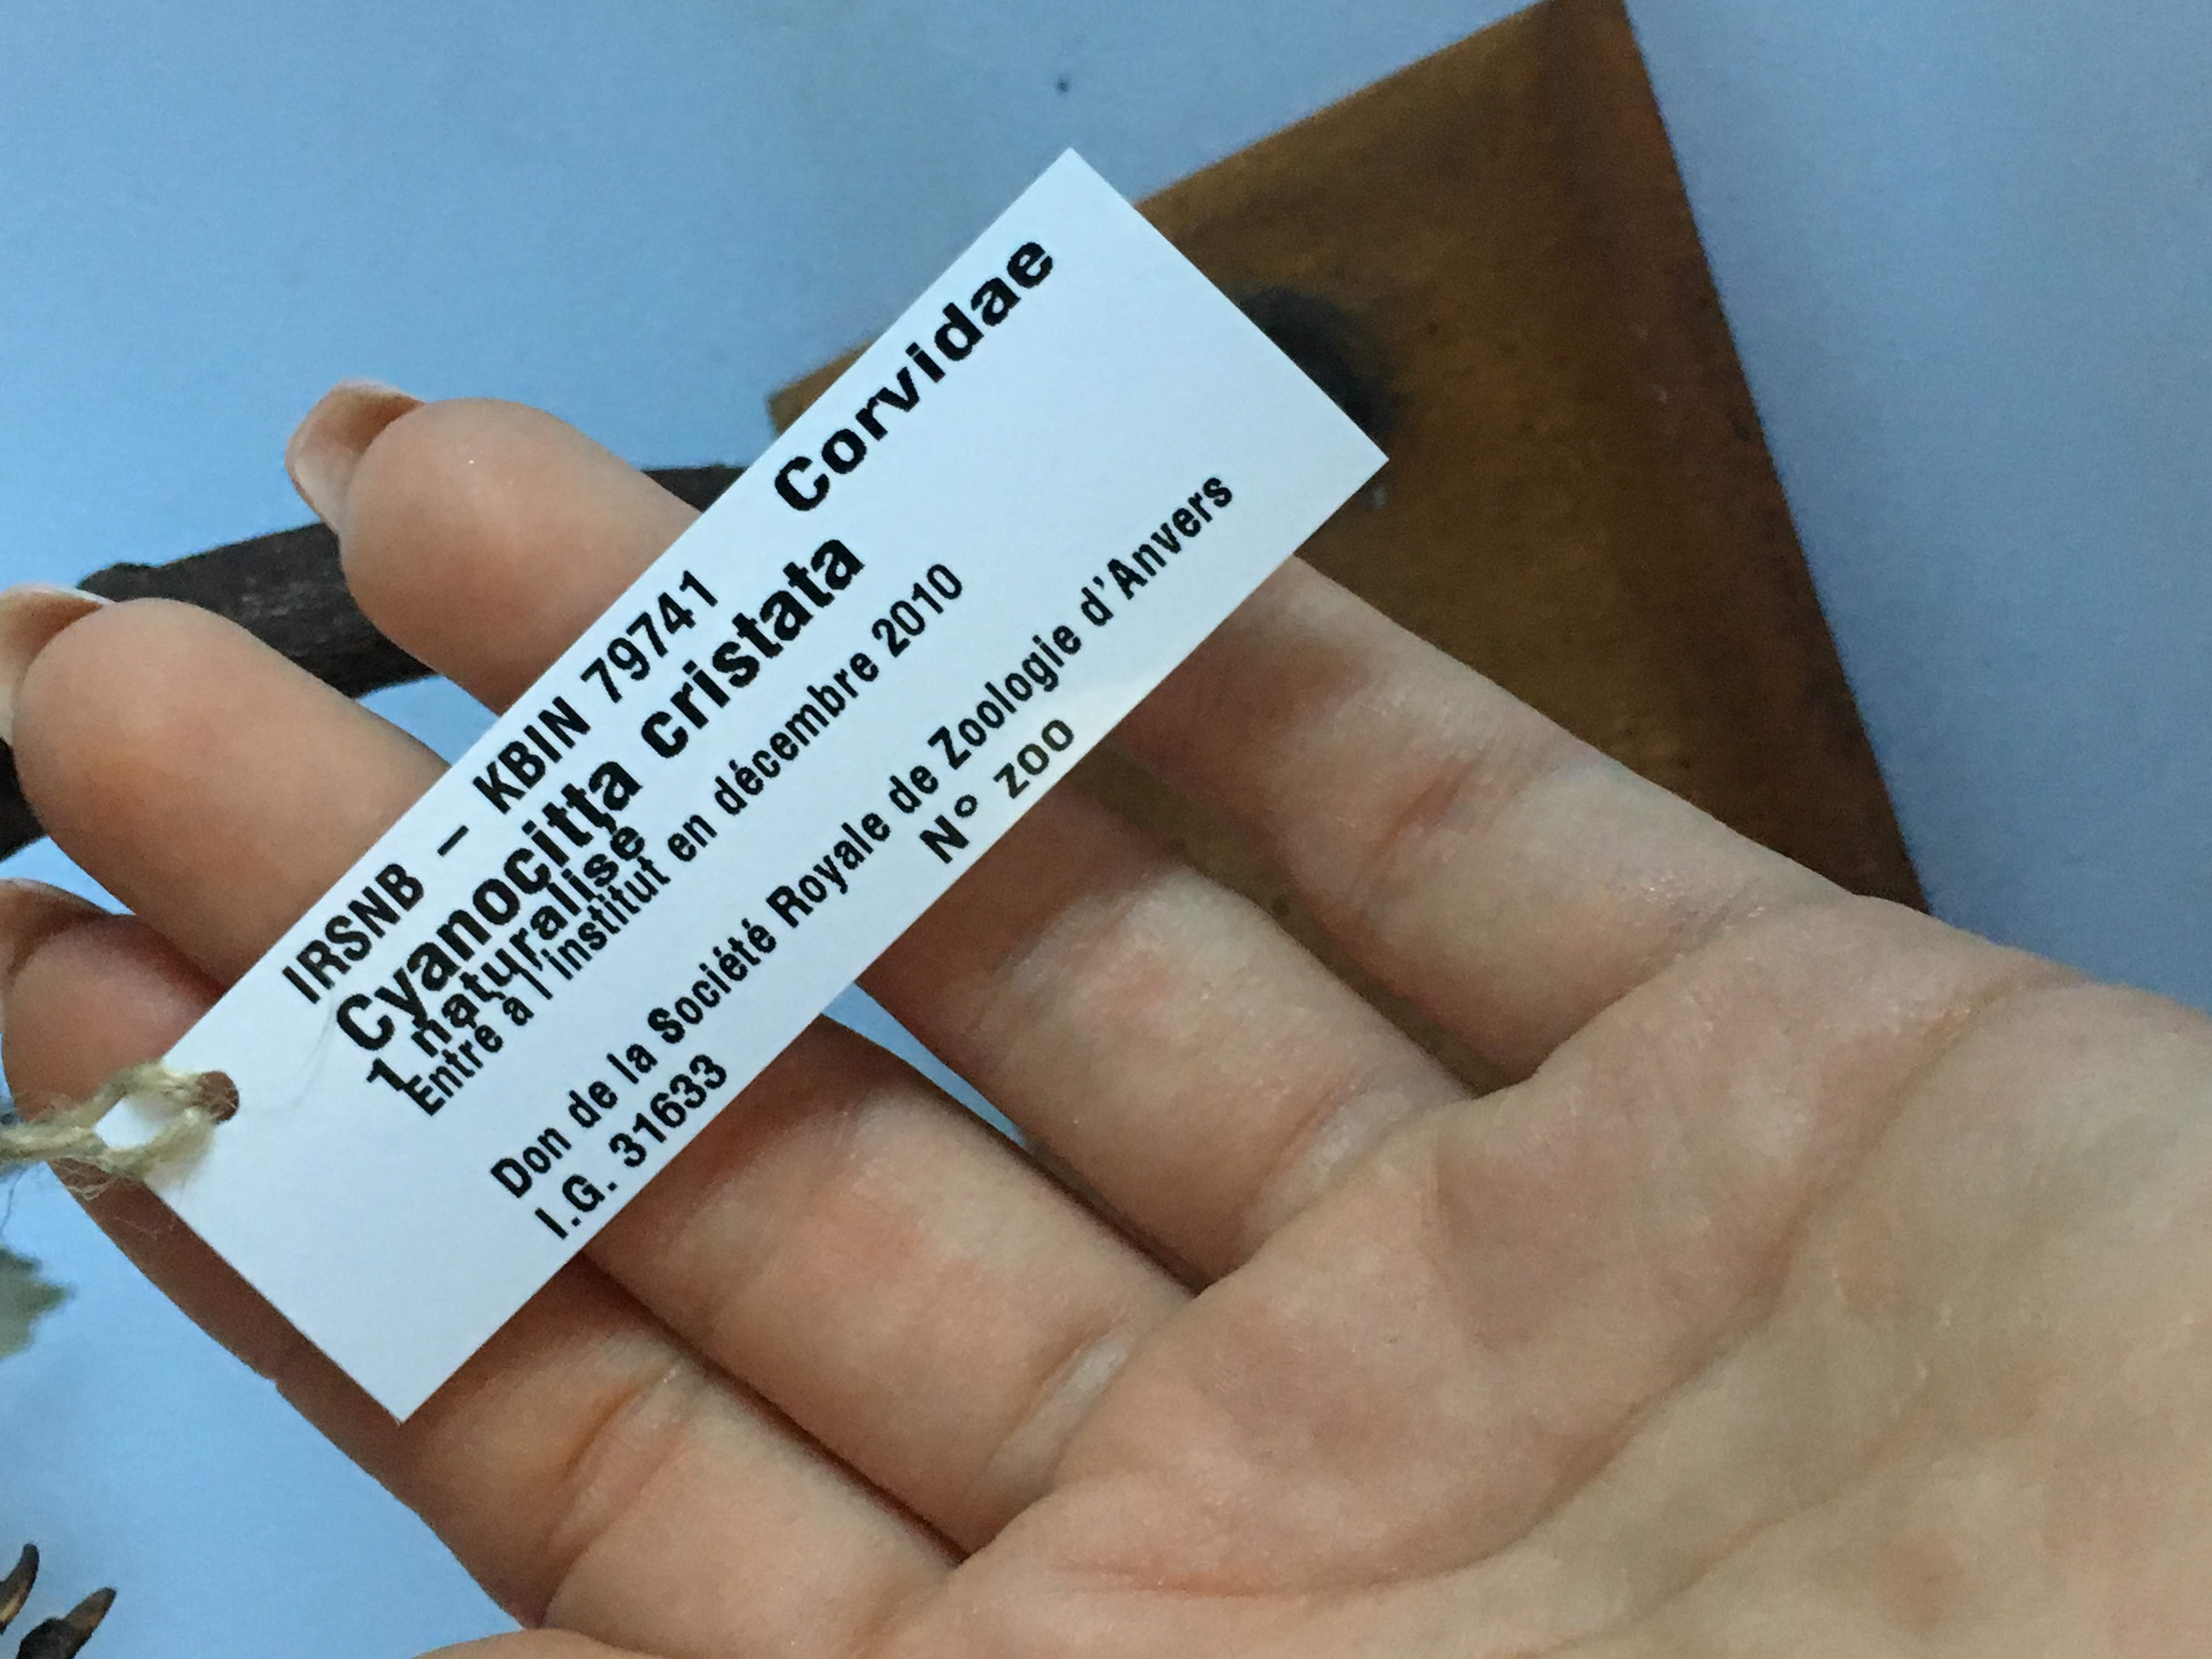 IRSNB – KBIN 79741 Corvidae
Cyanocitta cristata
1 naturalisé
Entré à l'institut en décembre 2010
Don de la Société Royale de Zoologie d'Anvers
I.G. 31633 N° zoo